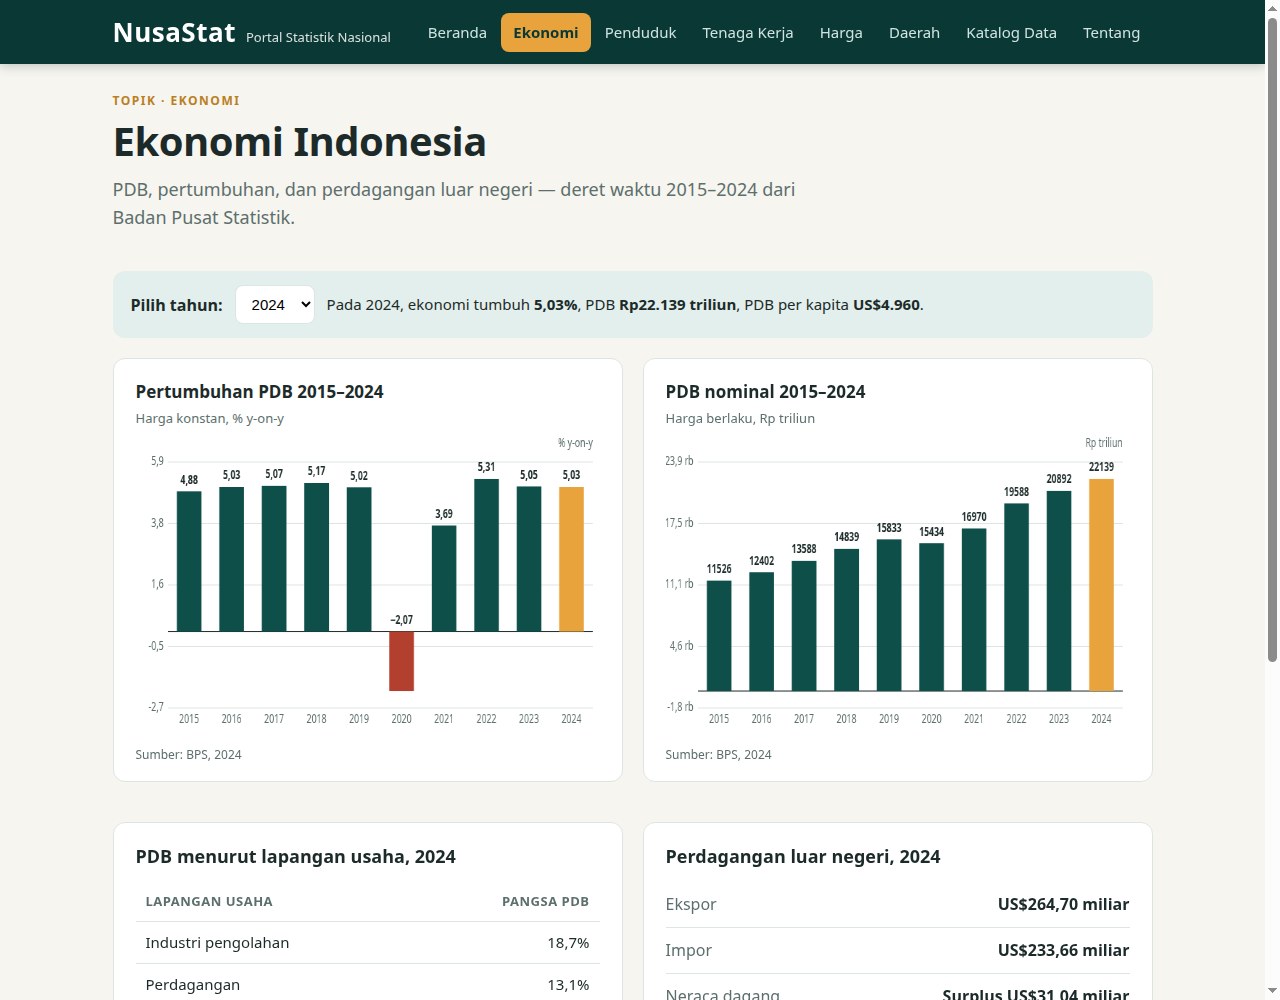 NusaStat Portal Statistik Nasional Beranda Ekonomi Penduduk Tenaga Kerja Harga Daerah Katalog Data Tentang
TOPIK · EKONOMI
Ekonomi Indonesia
PDB, pertumbuhan, dan perdagangan luar negeri — deret waktu 2015–2024 dari
Badan Pusat Statistik.
Pilih tahun: 2024 Pada 2024, ekonomi tumbuh 5,03%, PDB Rp22.139 triliun, PDB per kapita US$4.960.
Pertumbuhan PDB 2015–2024
Harga konstan, % y-on-y
% y-on-y
5,9
3,8
1,6
-0,5
-2,7
4,88 5,03 5,07 5,17 5,02 −2,07 3,69 5,31 5,05 5,03
2015 2016 2017 2018 2019 2020 2021 2022 2023 2024
Sumber: BPS, 2024
PDB nominal 2015–2024
Harga berlaku, Rp triliun
Rp triliun
23,9 rb
17,5 rb
11,1 rb
4,6 rb
-1,8 rb
11526 12402 13588 14839 15833 15434 16970 19588 20892 22139
2015 2016 2017 2018 2019 2020 2021 2022 2023 2024
Sumber: BPS, 2024
PDB menurut lapangan usaha, 2024
LAPANGAN USAHA PANGSA PDB
Industri pengolahan 18,7%
Perdagangan 13,1%
Perdagangan luar negeri, 2024
Ekspor US$264,70 miliar
Impor US$233,66 miliar
Neraca dagang Surplus US$31,04 miliar